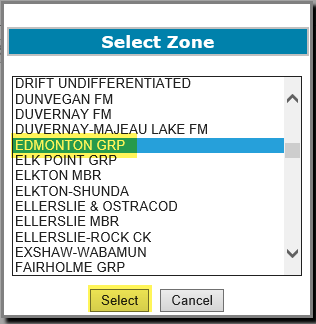 Select Zone
DRIFT UNDIFFERENTIATED
DUNVEGAN FM
DUVERNAY FM
DUVERNAY-MAJEAU LAKE FM
EDMONTON GRP
ELK POINT GRP
ELKTON MBR
ELKTON-SHUNDA
ELLERSLIE & OSTRACOD
ELLERSLIE MBR
ELLERSLIE-ROCK CK
EXSHAW-WABAMUN
FAIRHOLME GRP
Select Cancel